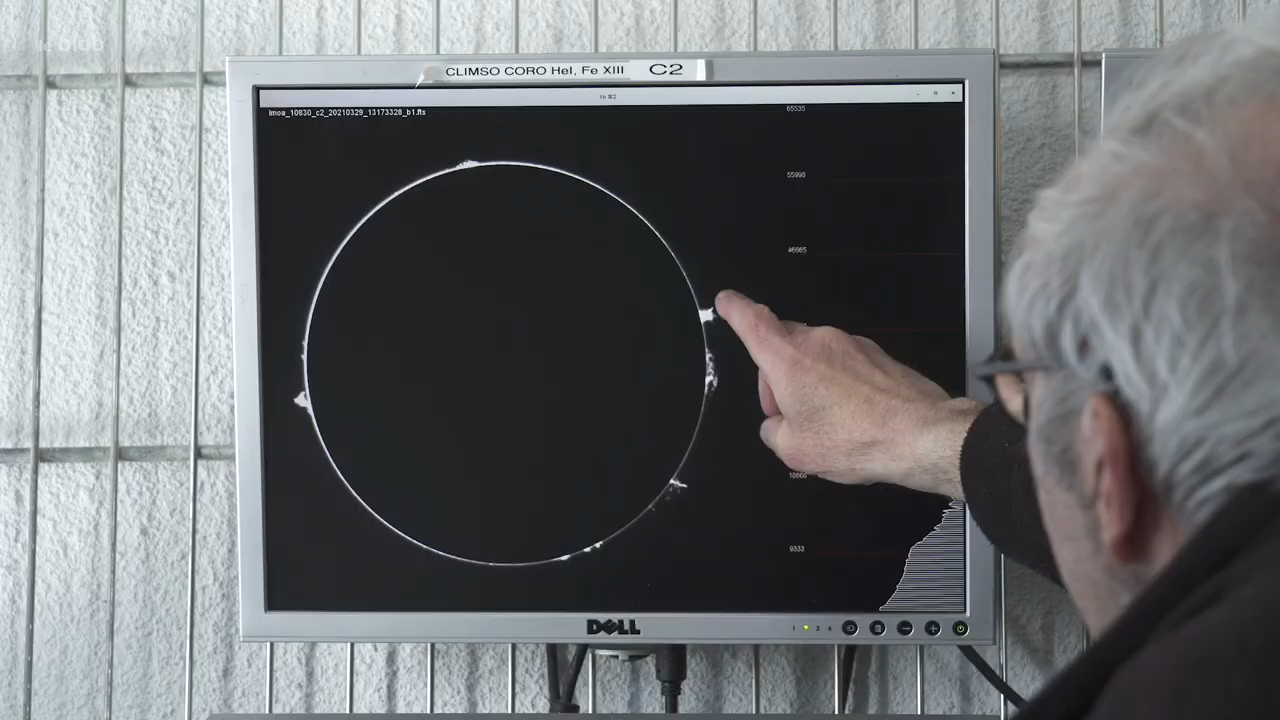 CLIMSO CORO HeI, Fe XIII C2
imoa_10830_c2_20210329_13173328_b1.fts
65535
55998
46665
18666
9333
DELL